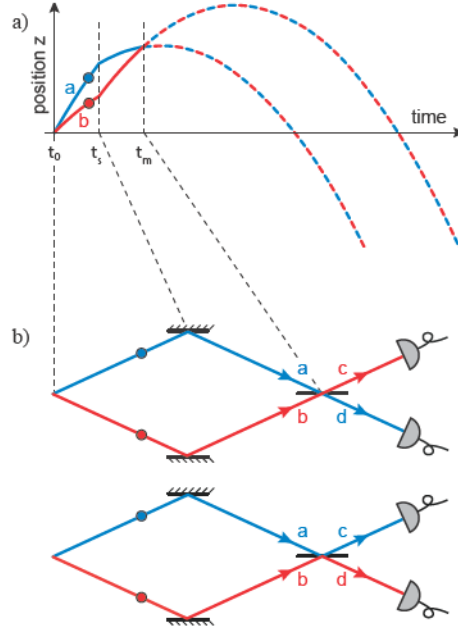 a)
position z
a
b
time
t₀ tₛ tₘ
b)
a c
b d
a c
b d